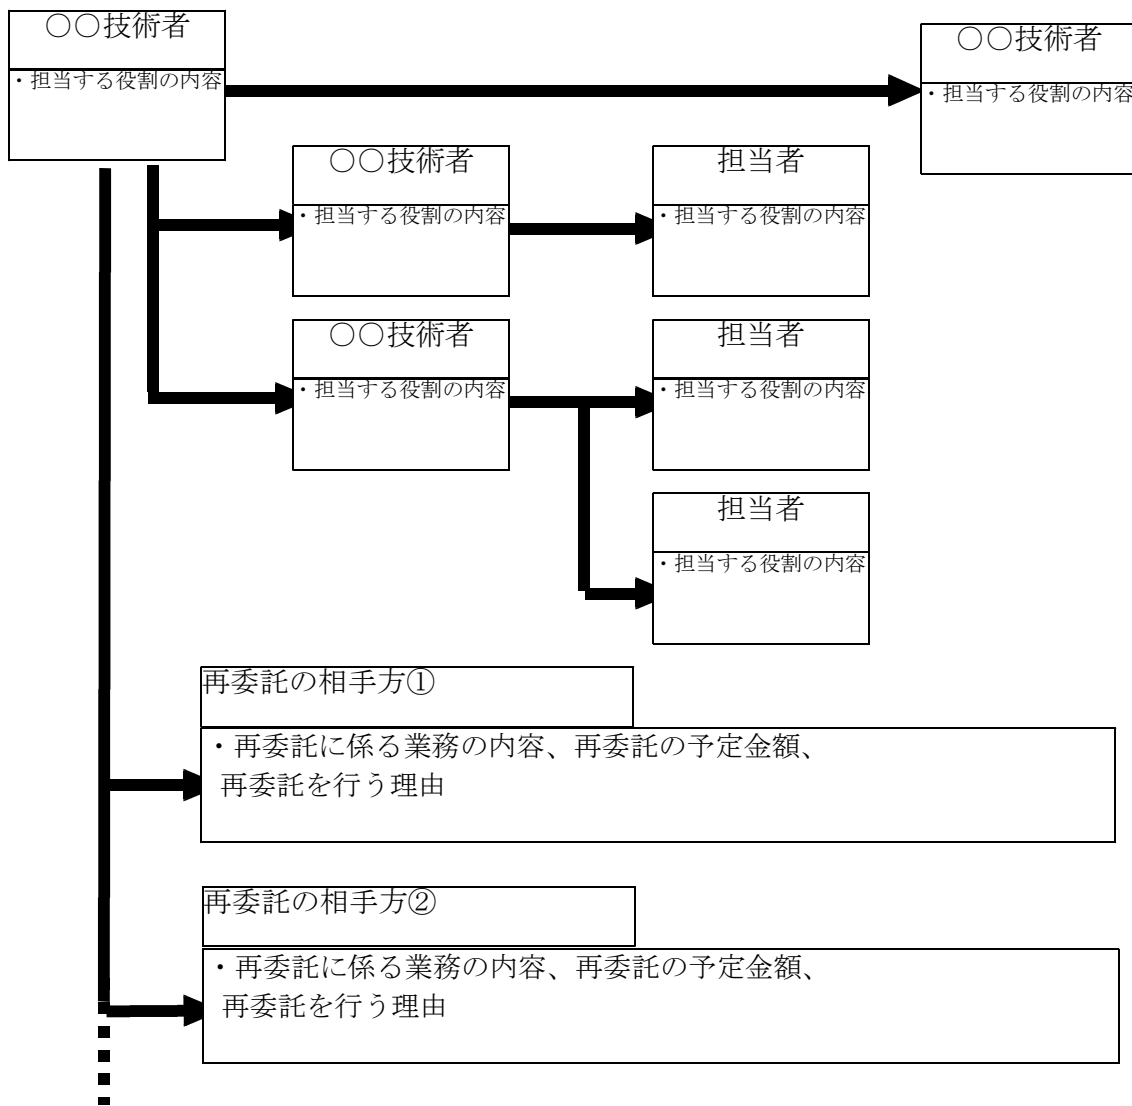 〇〇技術者
・担当する役割の内容
〇〇技術者
・担当する役割の内容
〇〇技術者
・担当する役割の内容
担当者
・担当する役割の内容
〇〇技術者
・担当する役割の内容
担当者
・担当する役割の内容
担当者
・担当する役割の内容
再委託の相手方①
・再委託に係る業務の内容、再委託の予定金額、
再委託を行う理由
再委託の相手方②
・再委託に係る業務の内容、再委託の予定金額、
再委託を行う理由